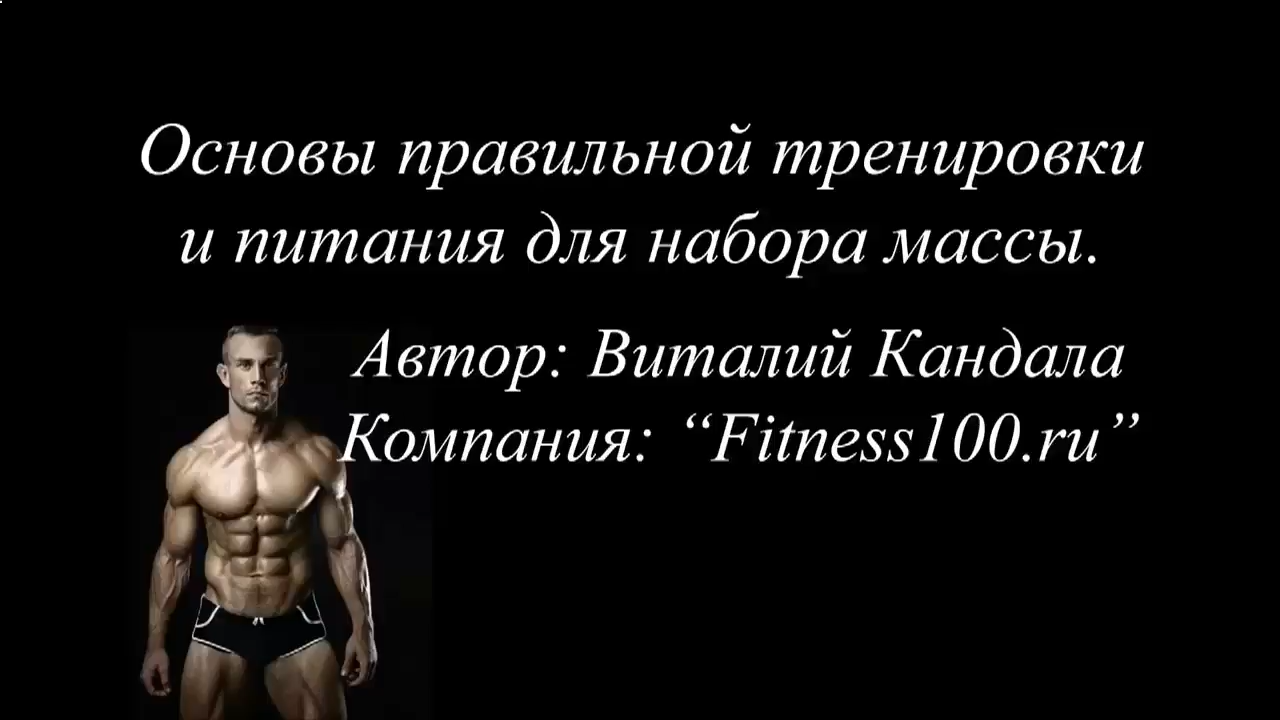 Основы правильной тренировки
и питания для набора массы.
Автор: Виталий Кандала
Компания: “Fitness100.ru”